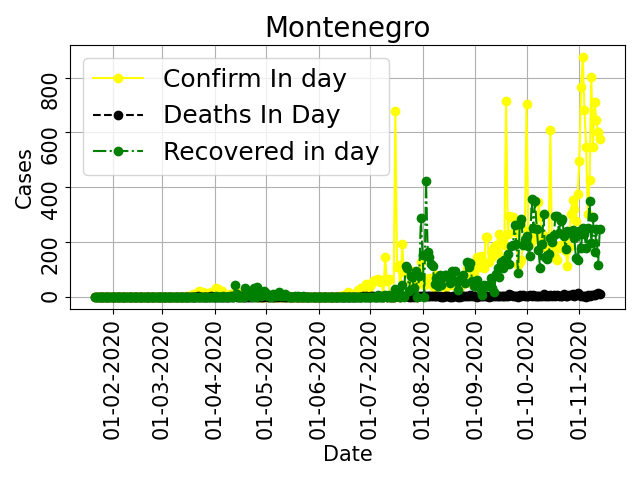 Montenegro
Confirm In day
Deaths In Day
Recovered in day
Cases
800
600
400
200
0
01-02-2020
01-03-2020
01-04-2020
01-05-2020
01-06-2020
01-07-2020
01-08-2020
01-09-2020
01-10-2020
01-11-2020
Date